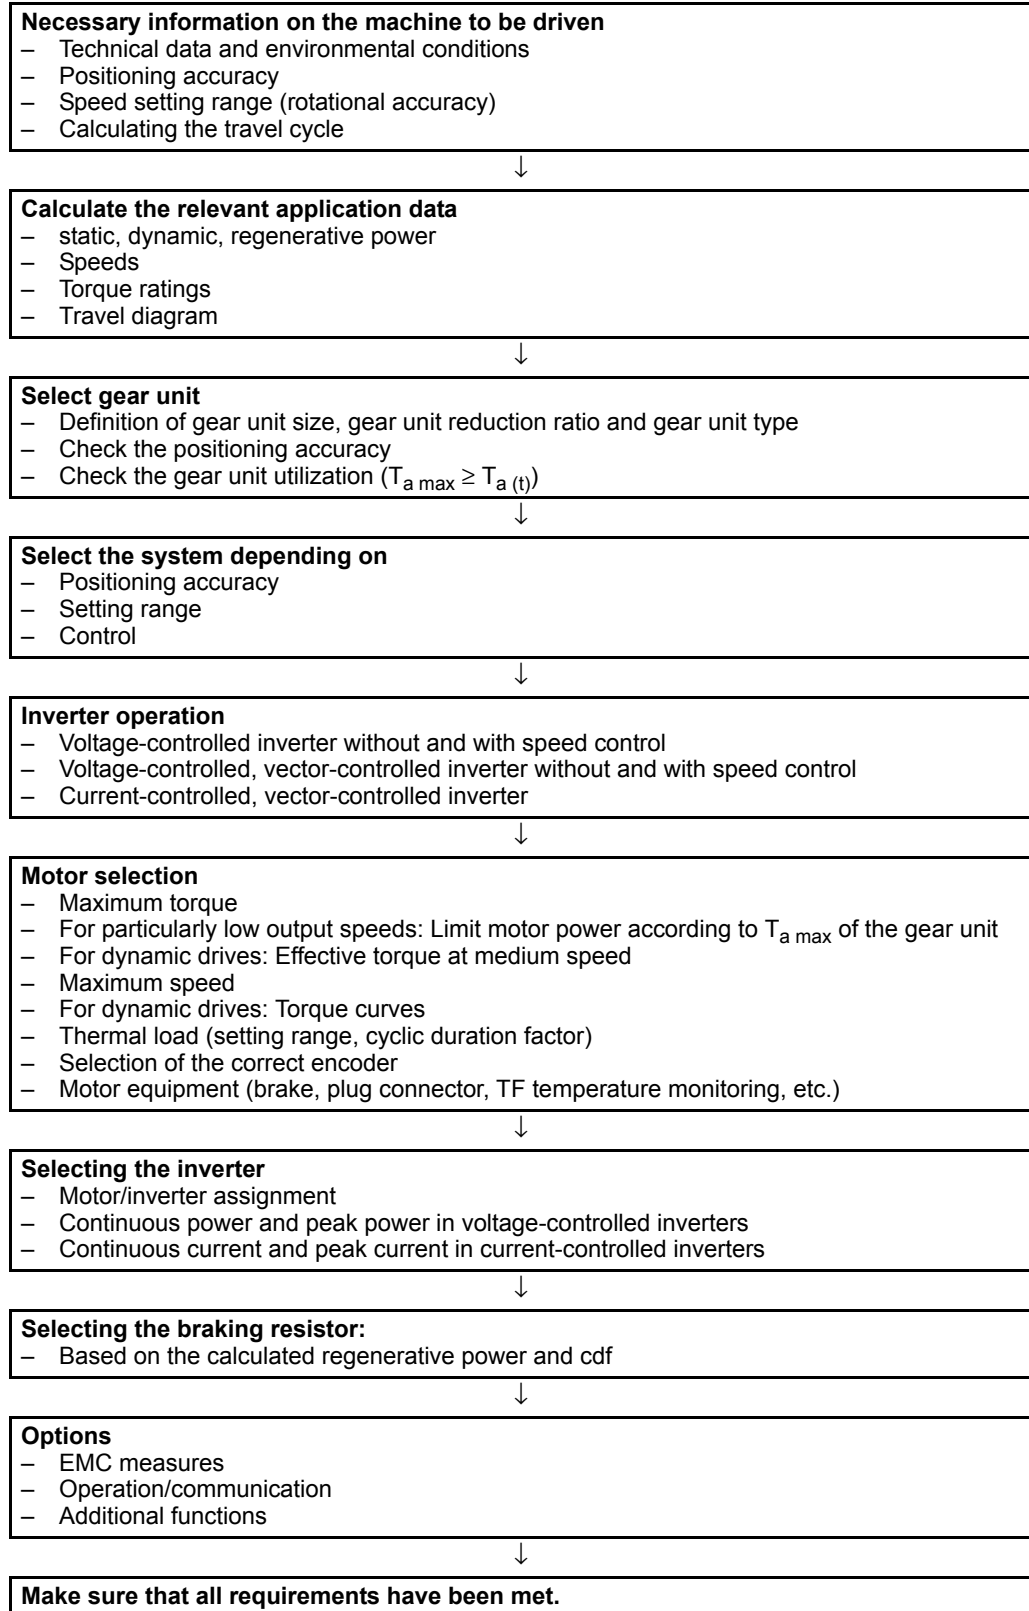 Necessary information on the machine to be driven
– Technical data and environmental conditions
– Positioning accuracy
– Speed setting range (rotational accuracy)
– Calculating the travel cycle
↓
Calculate the relevant application data
– static, dynamic, regenerative power
– Speeds
– Torque ratings
– Travel diagram
↓
Select gear unit
– Definition of gear unit size, gear unit reduction ratio and gear unit type
– Check the positioning accuracy
– Check the gear unit utilization (Ta max ≥ Ta (t))
↓
Select the system depending on
– Positioning accuracy
– Setting range
– Control
↓
Inverter operation
– Voltage-controlled inverter without and with speed control
– Voltage-controlled, vector-controlled inverter without and with speed control
– Current-controlled, vector-controlled inverter
↓
Motor selection
– Maximum torque
– For particularly low output speeds: Limit motor power according to Ta max of the gear unit
– For dynamic drives: Effective torque at medium speed
– Maximum speed
– For dynamic drives: Torque curves
– Thermal load (setting range, cyclic duration factor)
– Selection of the correct encoder
– Motor equipment (brake, plug connector, TF temperature monitoring, etc.)
↓
Selecting the inverter
– Motor/inverter assignment
– Continuous power and peak power in voltage-controlled inverters
– Continuous current and peak current in current-controlled inverters
↓
Selecting the braking resistor:
– Based on the calculated regenerative power and cdf
↓
Options
– EMC measures
– Operation/communication
– Additional functions
↓
Make sure that all requirements have been met.